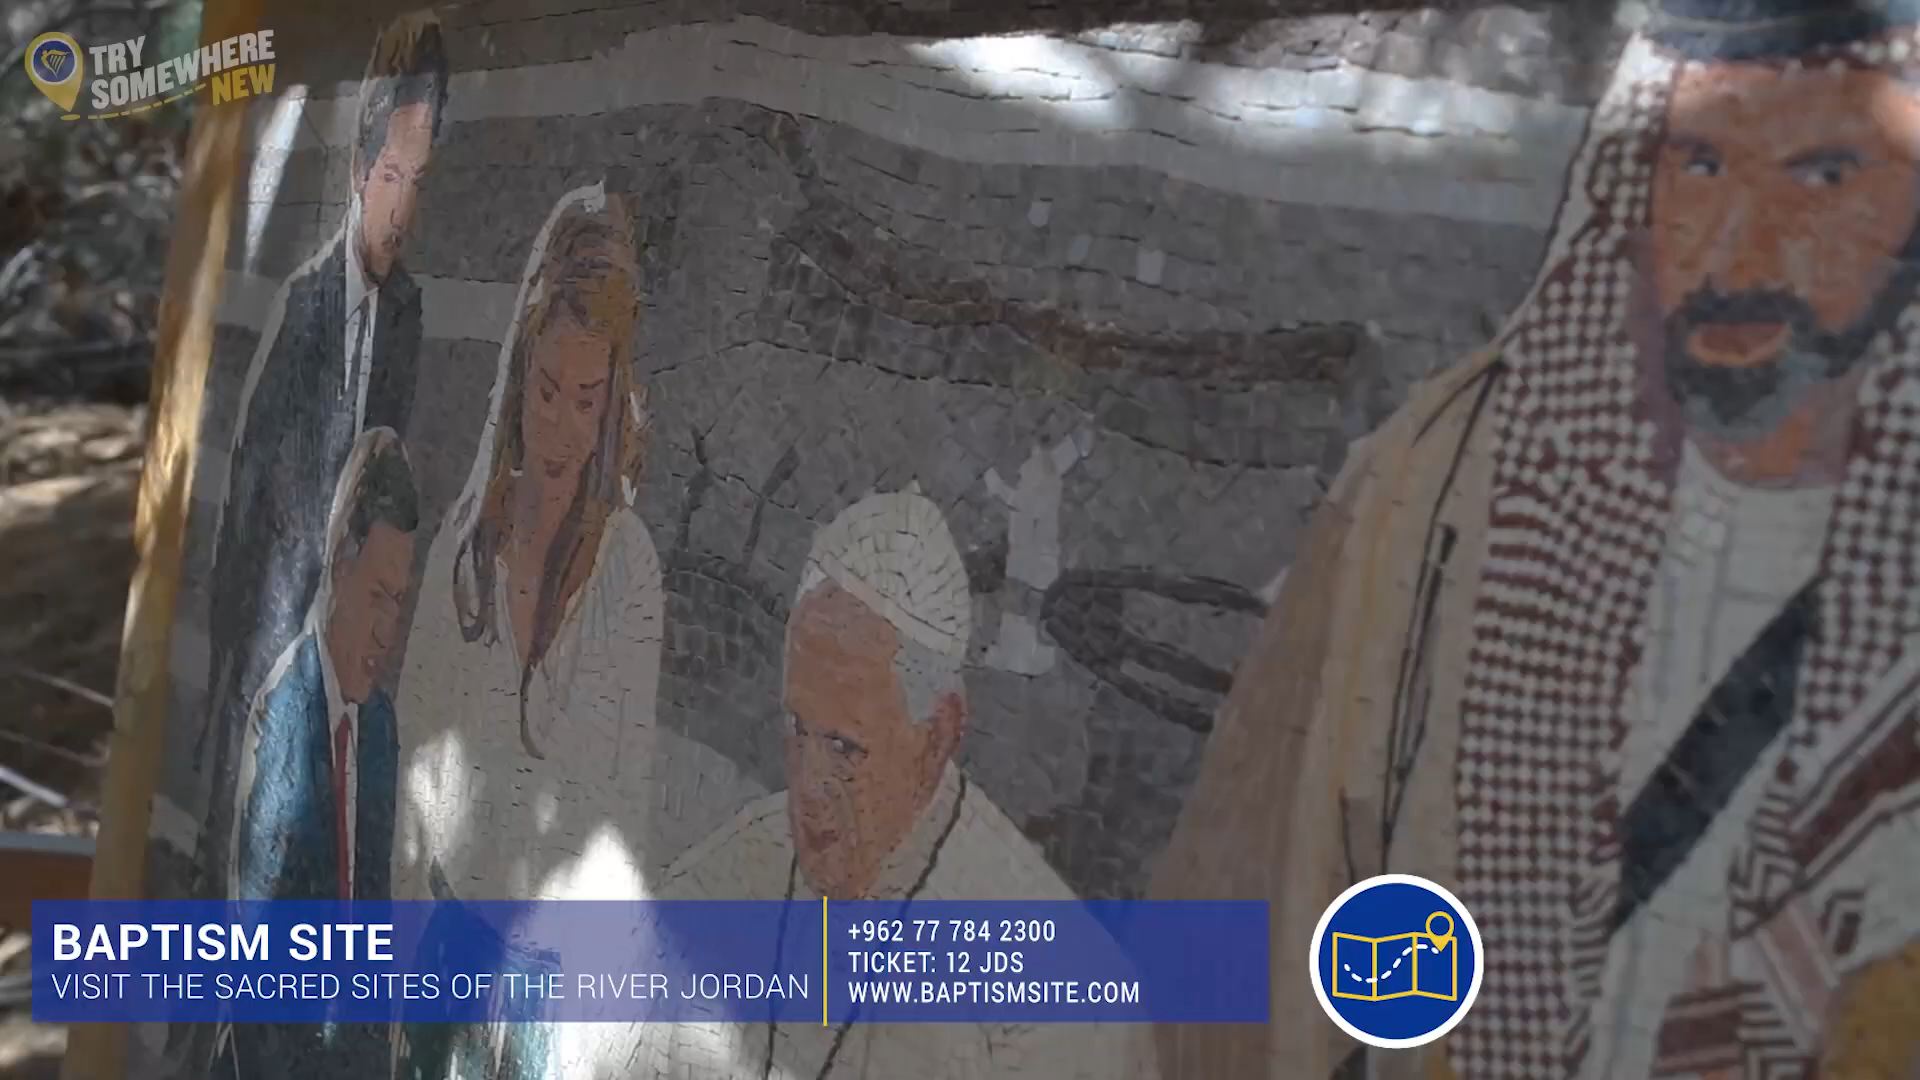 TRY
SOMEWHERE
NEW
BAPTISM SITE
VISIT THE SACRED SITES OF THE RIVER JORDAN
+962 77 784 2300
TICKET: 12 JDS
WWW.BAPTISMSITE.COM